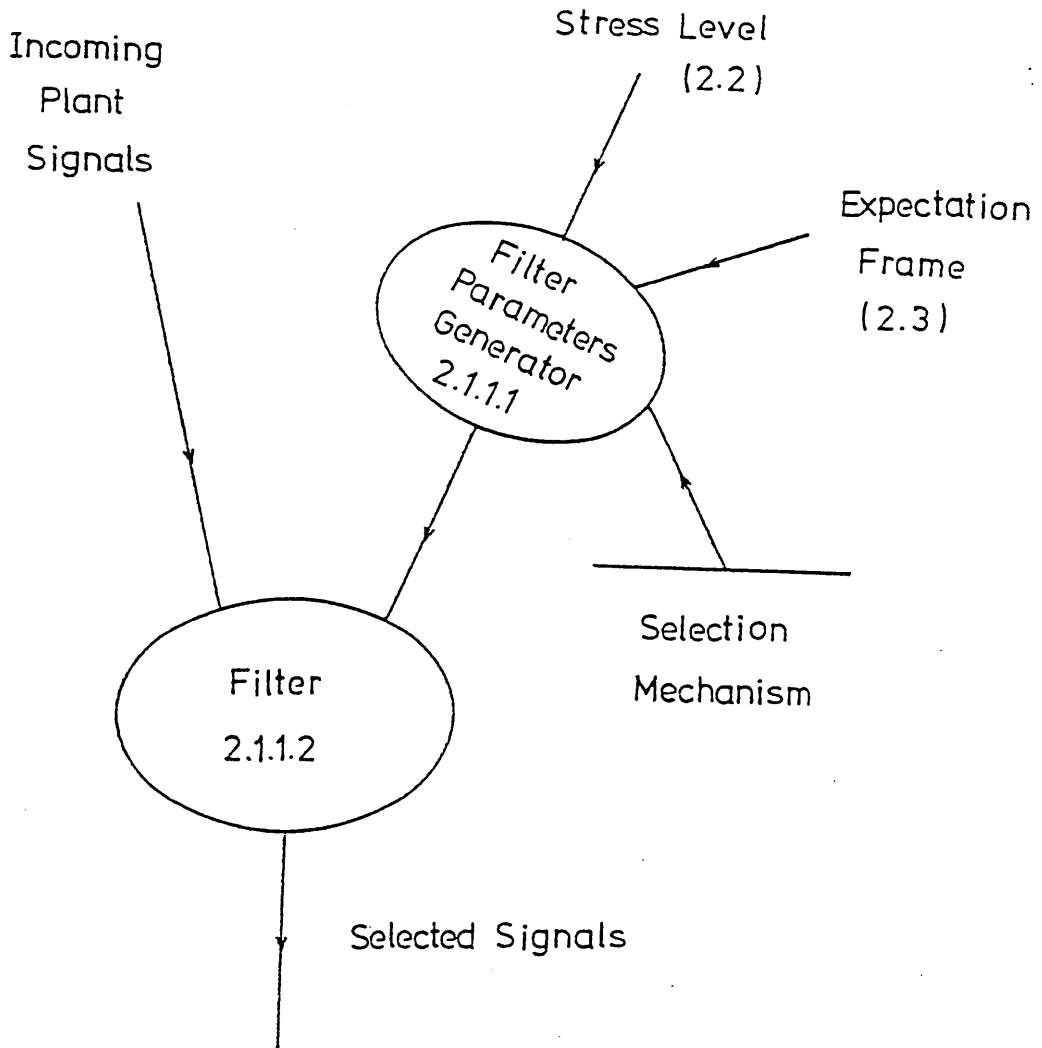 Incoming
Plant
Signals
Stress Level
(2.2)
Expectation
Frame
(2.3)
Filter
Parameters
Generator
2.1.1.1
Selection
Mechanism
Filter
2.1.1.2
Selected Signals